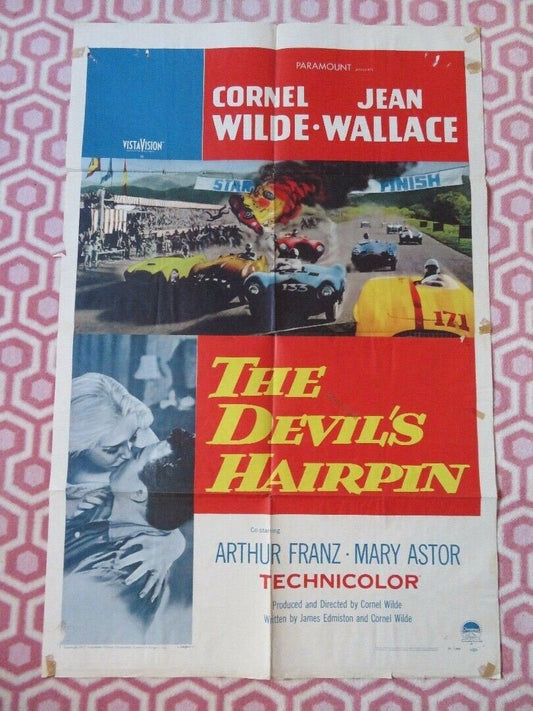 PARAMOUNT PRESENTS
CORNEL JEAN
WILDE · WALLACE
VISTAVISION
START FINISH
133
171
THE
DEVIL'S
HAIRPIN
Co-starring
ARTHUR FRANZ · MARY ASTOR
TECHNICOLOR
Produced and Directed by Cornel Wilde
Written by James Edmiston and Cornel Wilde